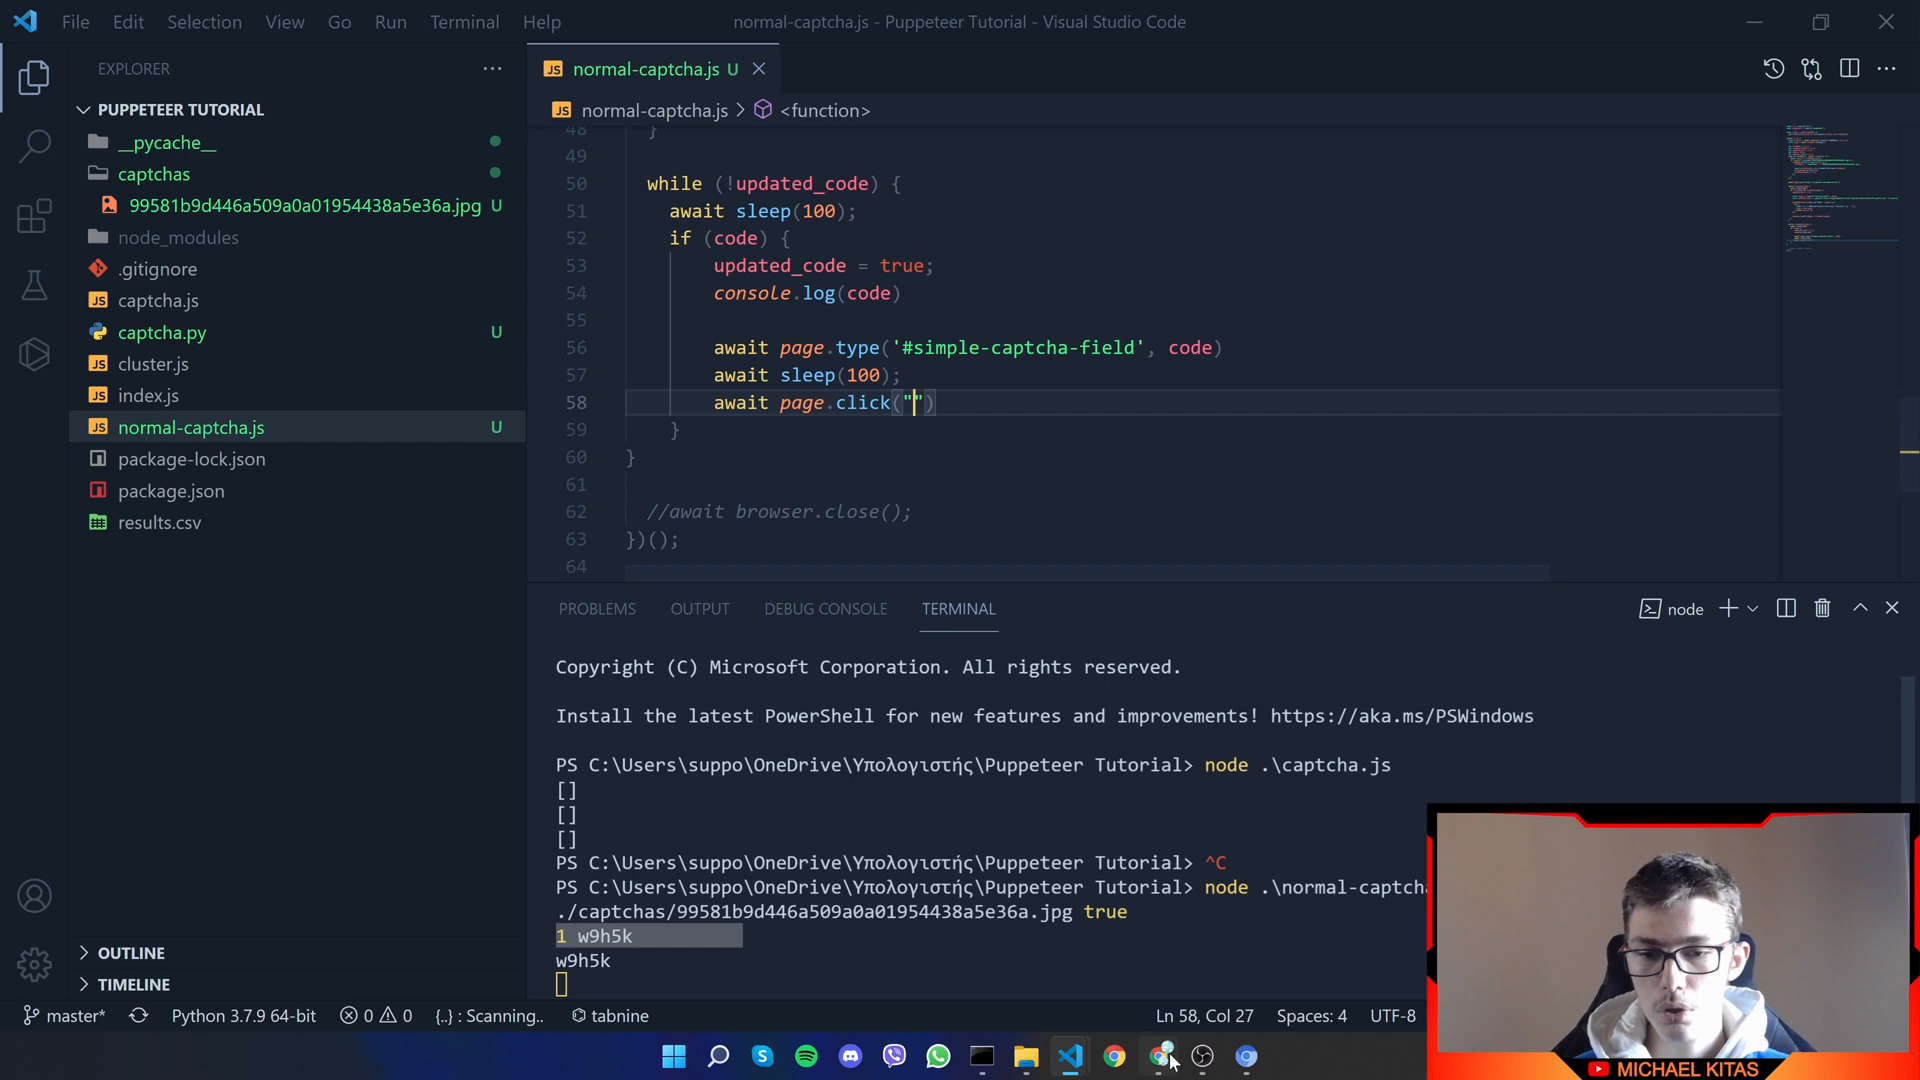 File Edit Selection View Go Run Terminal Help
normal-captcha.js - Puppeteer Tutorial - Visual Studio Code
EXPLORER
PUPPETEER TUTORIAL
__pycache__
captchas
99581b9d446a509a0a01954438a5e36a.jpg U
node_modules
.gitignore
JS captcha.js
captcha.py U
JS cluster.js
JS index.js
JS normal-captcha.js U
package-lock.json
package.json
results.csv
OUTLINE
TIMELINE
JS normal-captcha.js U
JS normal-captcha.js > <function>
48 }
49
50 while (!updated_code) {
51 await sleep(100);
52 if (code) {
53 updated_code = true;
54 console.log(code)
55
56 await page.type('#simple-captcha-field', code)
57 await sleep(100);
58 await page.click("")
59 }
60 }
61
62 //await browser.close();
63 })();
64
PROBLEMS OUTPUT DEBUG CONSOLE TERMINAL
node
Copyright (C) Microsoft Corporation. All rights reserved.
Install the latest PowerShell for new features and improvements! https://aka.ms/PSWindows
PS C:\Users\suppo\OneDrive\Υπολογιστής\Puppeteer Tutorial> node .\captcha.js
[]
[]
[]
PS C:\Users\suppo\OneDrive\Υπολογιστής\Puppeteer Tutorial> ^C
PS C:\Users\suppo\OneDrive\Υπολογιστής\Puppeteer Tutorial> node .\normal-captcha
./captchas/99581b9d446a509a0a01954438a5e36a.jpg true
1 w9h5k
w9h5k
master* Python 3.7.9 64-bit 0 0 {..} : Scanning.. tabnine
Ln 58, Col 27 Spaces: 4 UTF-8
MICHAEL KITAS